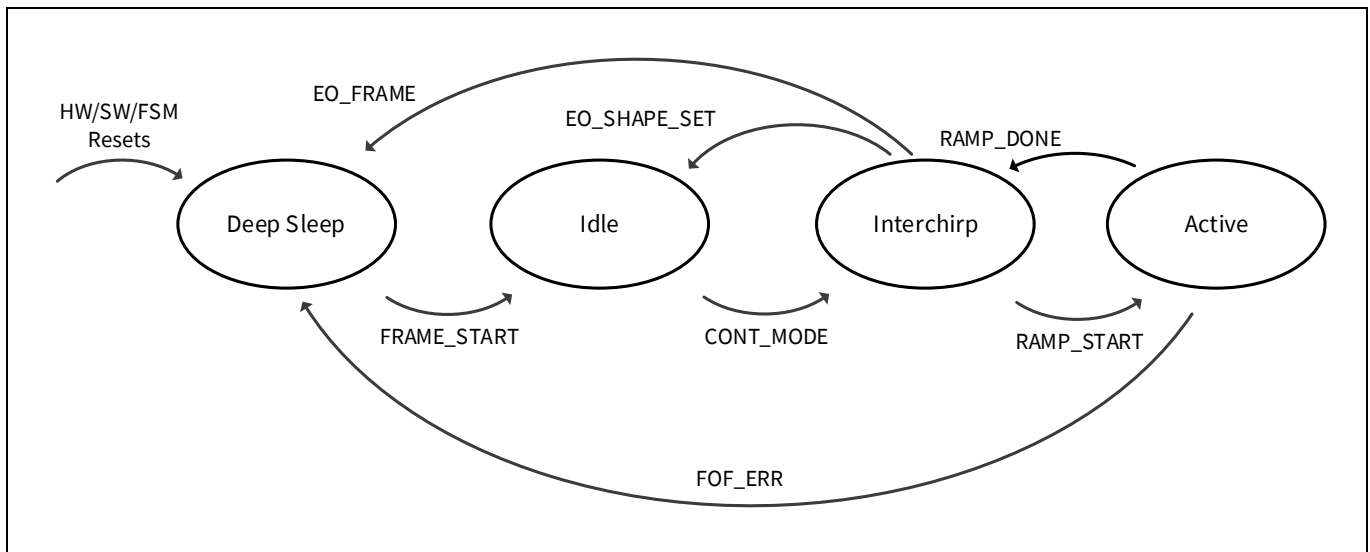 EO_FRAME
HW/SW/FSM
Resets
EO_SHAPE_SET
RAMP_DONE
Deep Sleep
Idle
Interchirp
Active
FRAME_START
CONT_MODE
RAMP_START
FOF_ERR